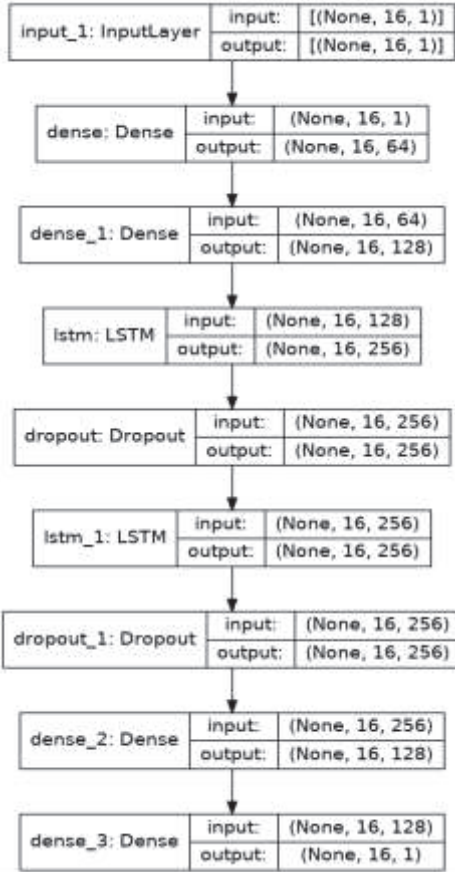 input_1: InputLayer
input: [(None, 16, 1)]
output: [(None, 16, 1)]
dense: Dense
input: (None, 16, 1)
output: (None, 16, 64)
dense_1: Dense
input: (None, 16, 64)
output: (None, 16, 128)
lstm: LSTM
input: (None, 16, 128)
output: (None, 16, 256)
dropout: Dropout
input: (None, 16, 256)
output: (None, 16, 256)
lstm_1: LSTM
input: (None, 16, 256)
output: (None, 16, 256)
dropout_1: Dropout
input: (None, 16, 256)
output: (None, 16, 256)
dense_2: Dense
input: (None, 16, 256)
output: (None, 16, 128)
dense_3: Dense
input: (None, 16, 128)
output: (None, 16, 1)